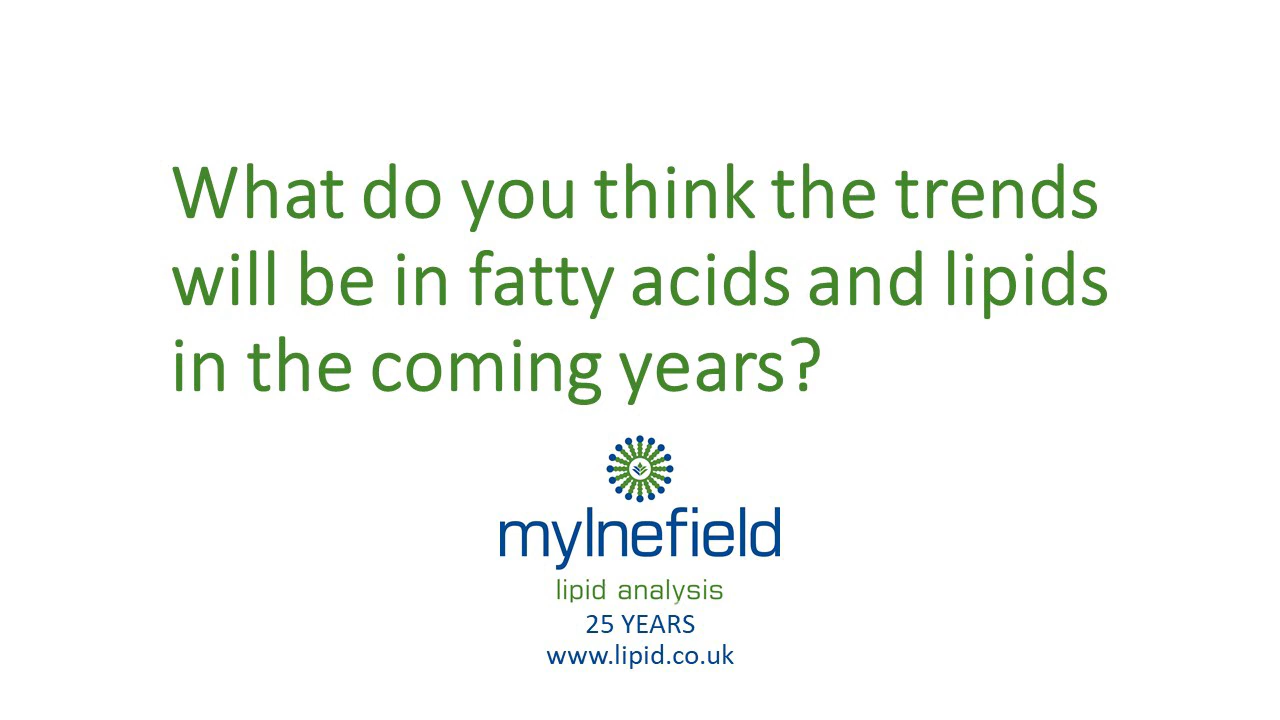 What do you think the trends
will be in fatty acids and lipids
in the coming years?
mylnefield
lipid analysis
25 YEARS
www.lipid.co.uk